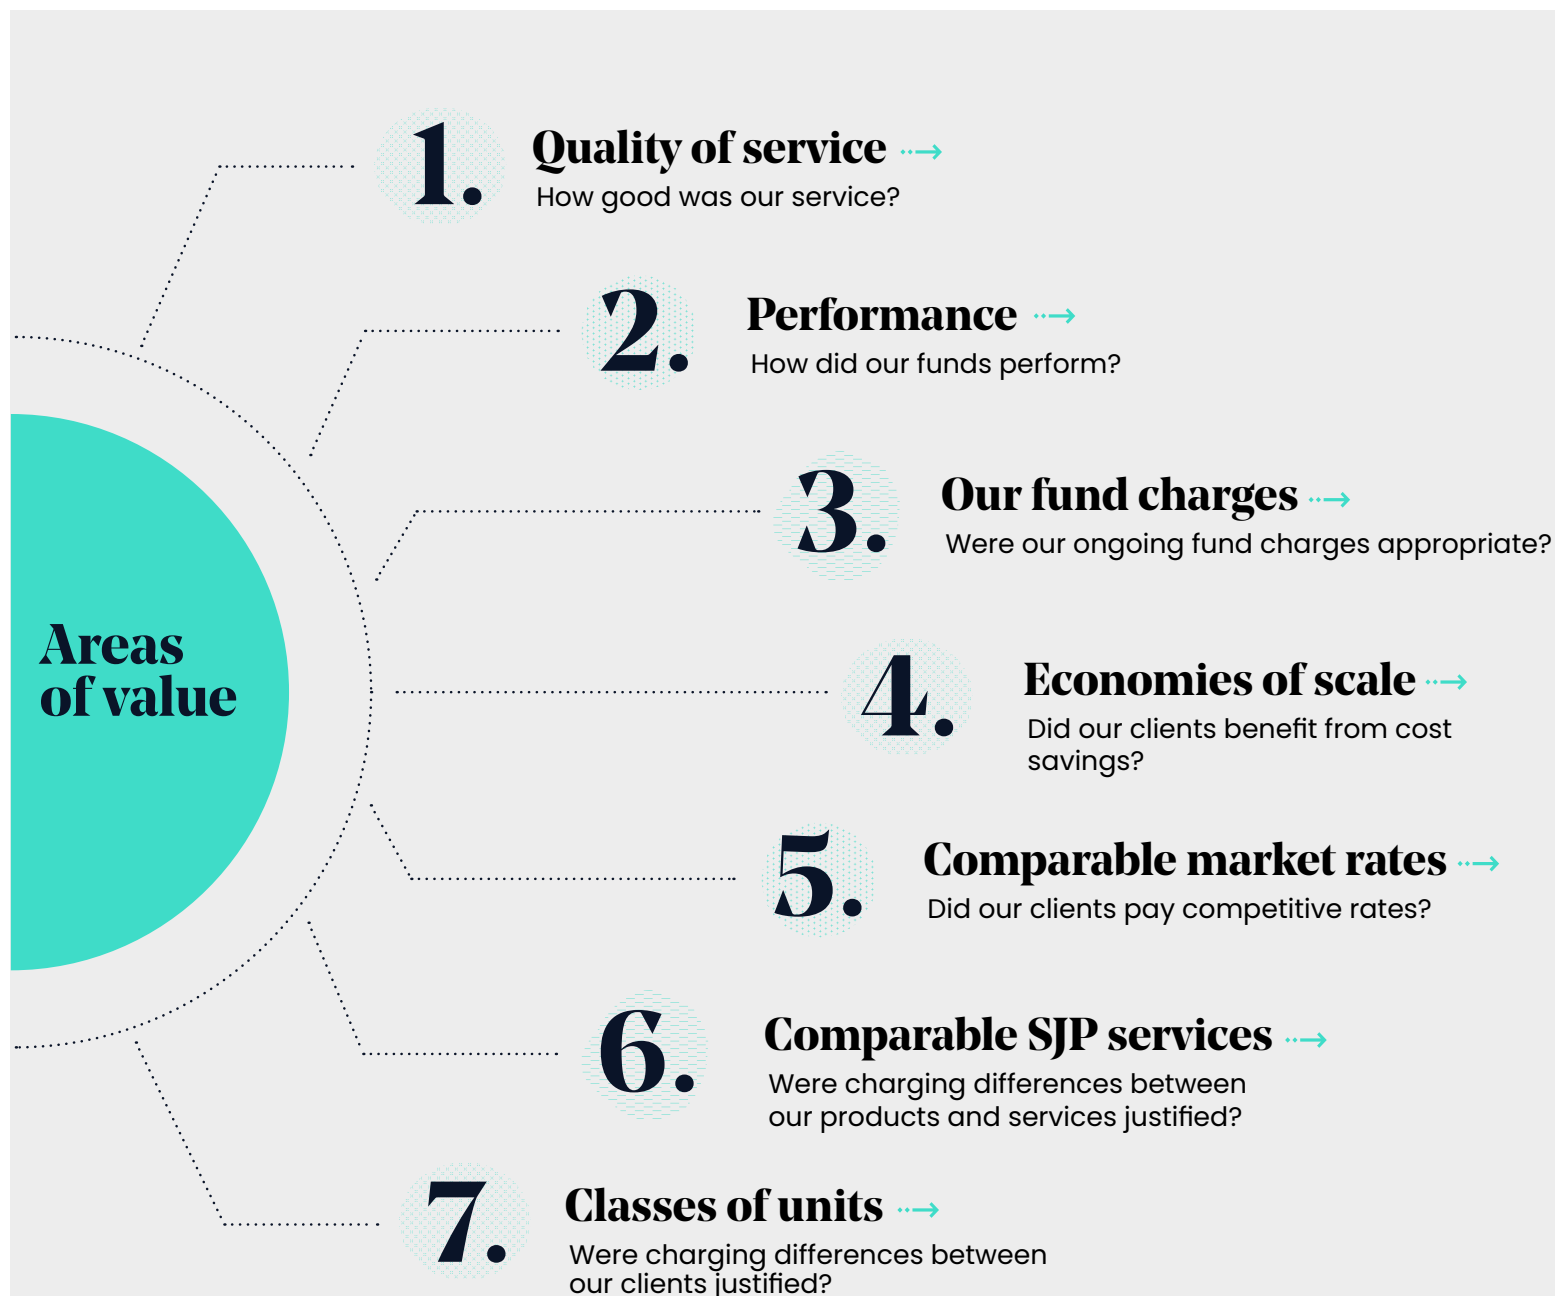 1.
Quality of service
How good was our service?
2.
Performance
How did our funds perform?
3.
Our fund charges
Were our ongoing fund charges appropriate?
Areas
of value
4.
Economies of scale
Did our clients benefit from cost
savings?
5.
Comparable market rates
Did our clients pay competitive rates?
6.
Comparable SJP services
Were charging differences between
our products and services justified?
7.
Classes of units
Were charging differences between
our clients justified?